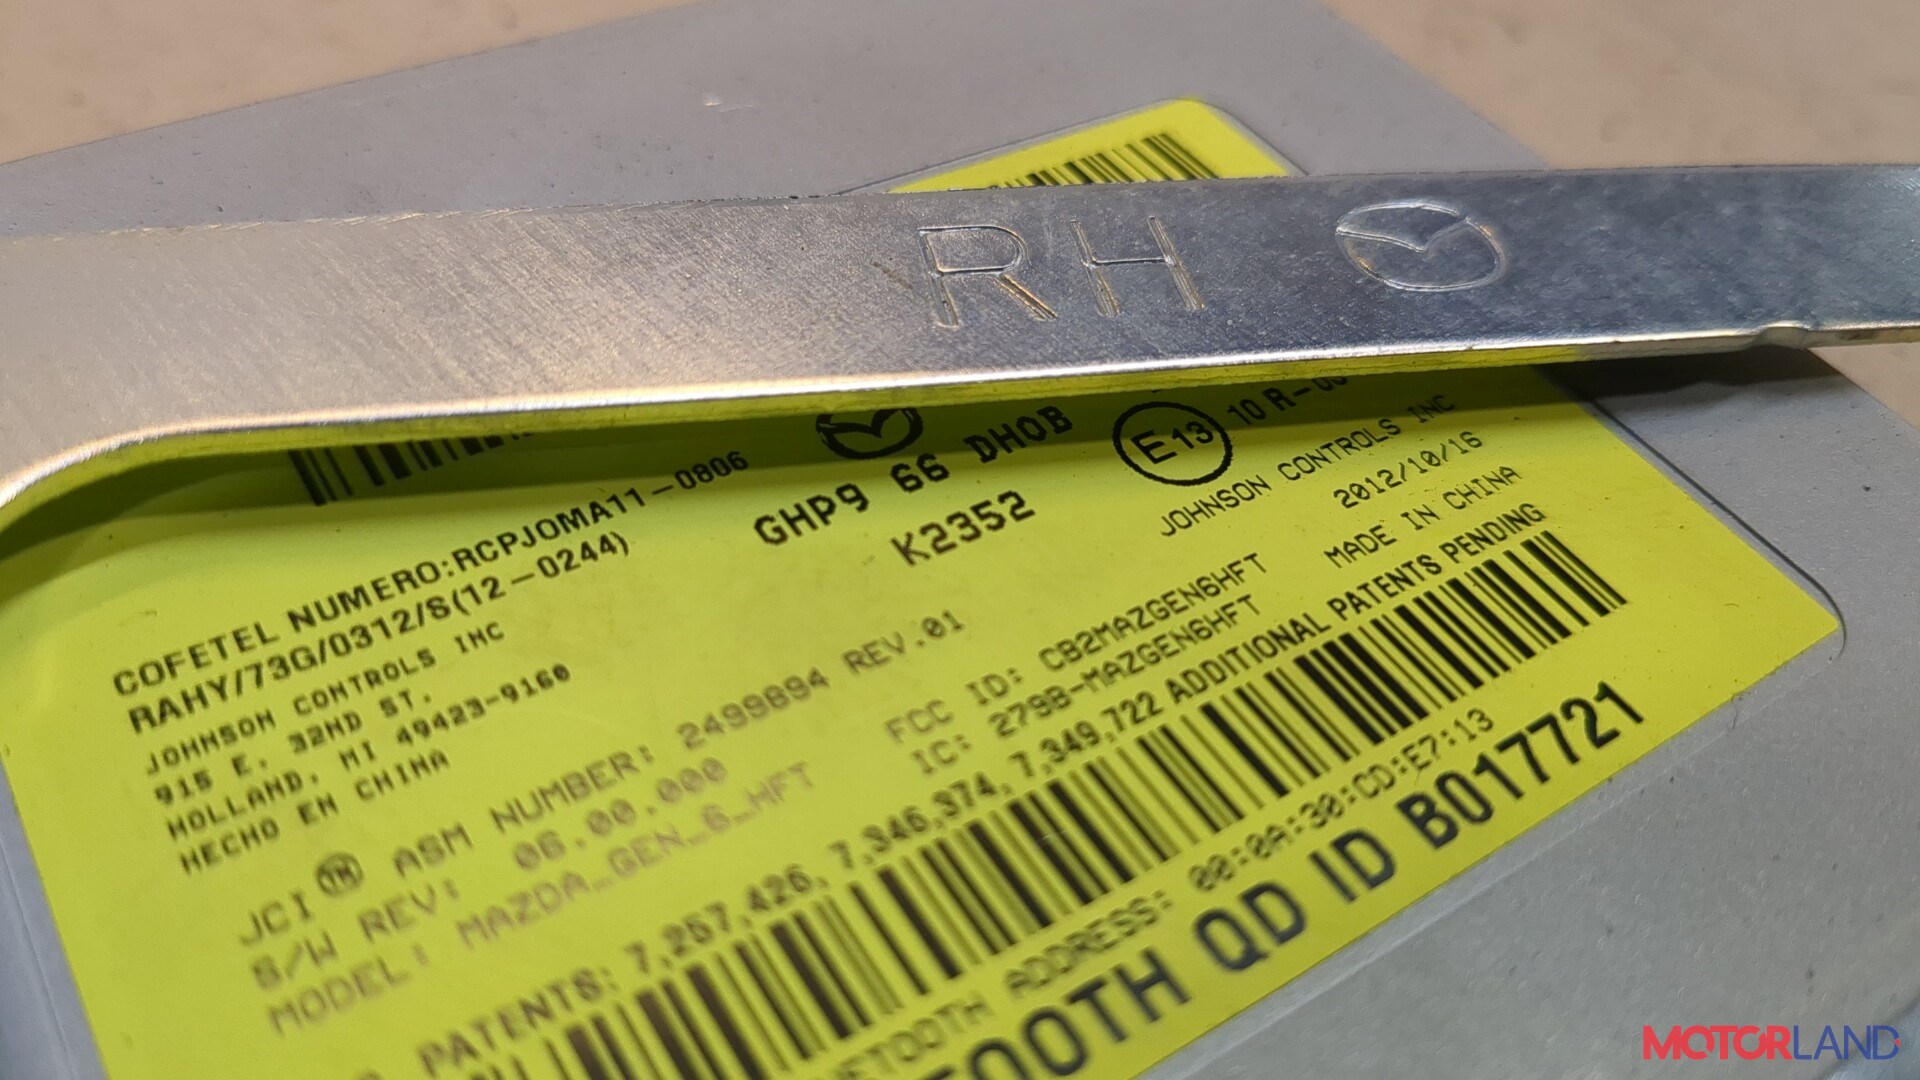 RH
COFETEL NUMERO:RCPJOMA11-0806
RAHY/73G/0312/S(12-0244)
JOHNSON CONTROLS INC
915 E. 32ND ST.
HOLLAND, MI 49423-9160
HECHO EN CHINA
GHP9 66 DH0B
K2352
E13 10 R-
JOHNSON CONTROLS INC
2012/10/16
MADE IN CHINA
JCI TM ASM NUMBER: 2499894 REV.01
S/W REV: 06.00.000
MODEL: MAZDA_GEN_6_HFT
FCC ID: CB2MAZGEN6HFT
IC: 279B-MAZGEN6HFT
PATENTS: 7,257,426, 7,346,374, 7,349,722 ADDITIONAL PATENTS PENDING
ADDRESS: 00:0A:30:CD:E7:13
QD ID B017721
MOTORLAND